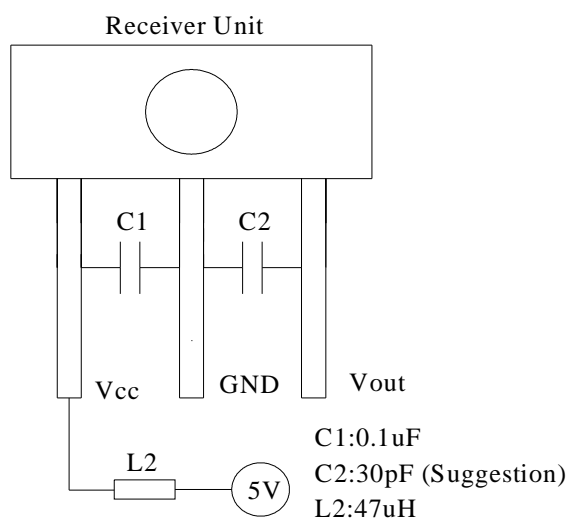 Receiver Unit
C1 C2
Vcc GND Vout
L2 5V
C1:0.1uF
C2:30pF (Suggestion)
L2:47uH